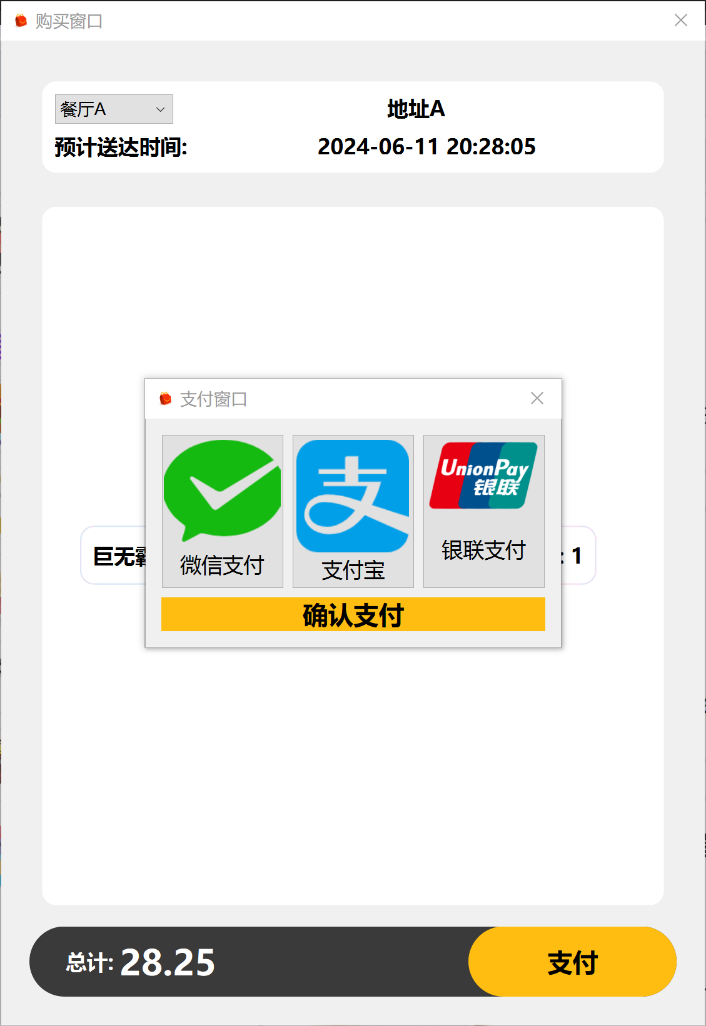 购买窗口
餐厅A
地址A
预计送达时间:
2024-06-11 20:28:05
支付窗口
UnionPay
银联
微信支付
支付宝
银联支付
确认支付
巨无
: 1
总计: 28.25
支付